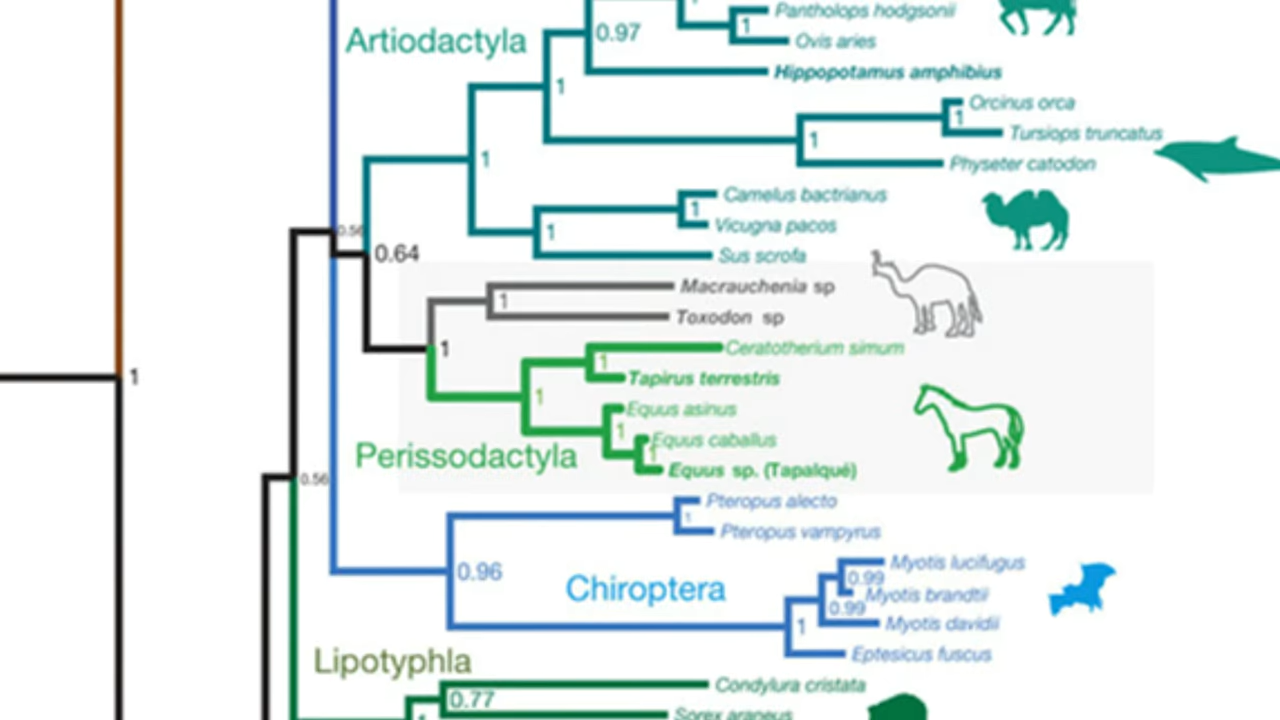 Pantholops hodgsonii
1
Artiodactyla
0.97
Ovis aries
Hippopotamus amphibius
1
Orcinus orca
1
Tursiops truncatus
1
Physeter catodon
1
Camelus bactrianus
1
Vicugna pacos
0.56
1
0.64
Sus scrofa
Macrauchenia sp
1
Toxodon sp
1
Ceratotherium simum
1
Tapirus terrestris
1
1
Equus asinus
1
Equus caballus
1
Perissodactyla
Equus sp. (Tapalqué)
0.56
Pteropus alecto
1
Pteropus vampyrus
0.96
Chiroptera
Myotis lucifugus
0.99
Myotis brandtii
0.99
Myotis davidii
1
Eptesicus fuscus
Lipotyphla
Condylura cristata
0.77
Sorex araneus